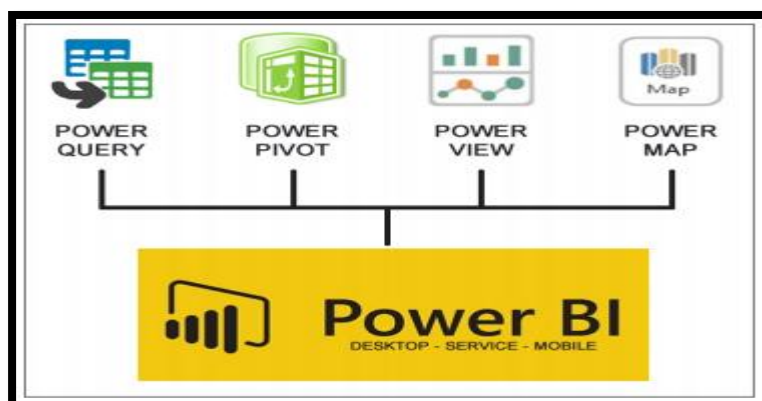 Map
POWER
QUERY
POWER
PIVOT
POWER
VIEW
POWER
MAP
Power BI
DESKTOP - SERVICE - MOBILE